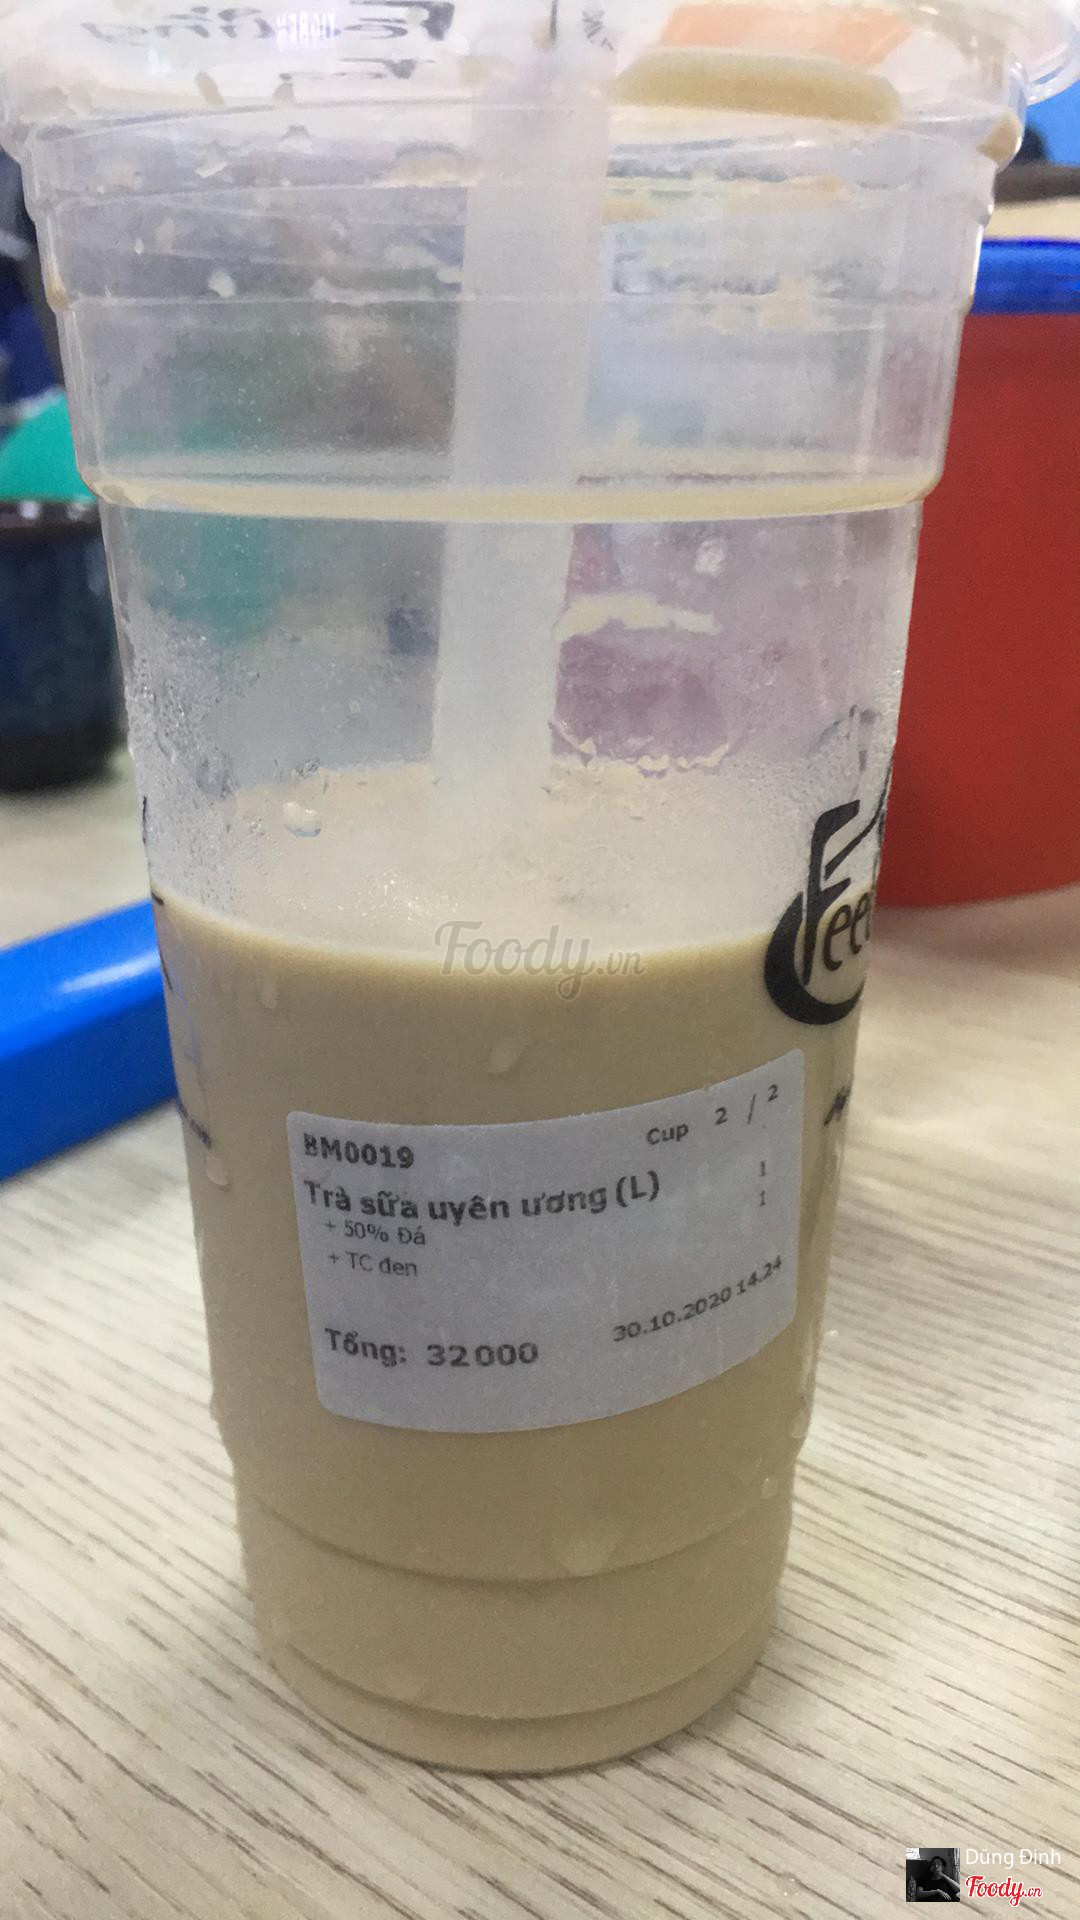 Feeling
Foody.vn
BM0019
Cup 2 / 2
Trà sữa uyên ương (L) 1
+ 50% Đá 1
+ TC đen
30.10.2020 14.24
Tổng: 32000
Dũng Đinh
Foody.vn